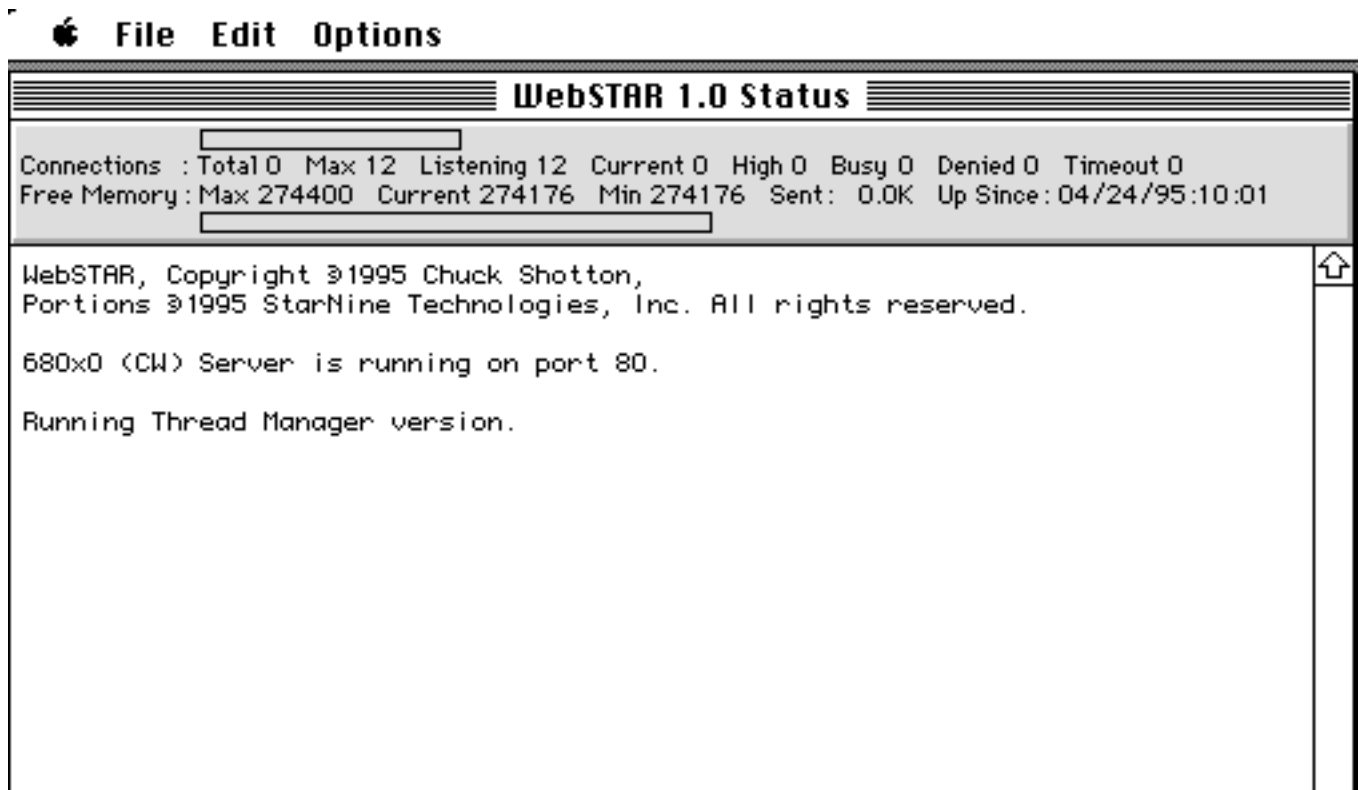 File Edit Options
WebSTAR 1.0 Status
Connections : Total 0 Max 12 Listening 12 Current 0 High 0 Busy 0 Denied 0 Timeout 0
Free Memory : Max 274400 Current 274176 Min 274176 Sent: 0.0K Up Since: 04/24/95:10:01
WebSTAR, Copyright ©1995 Chuck Shotton,
Portions ©1995 StarNine Technologies, Inc. All rights reserved.
680x0 (CW) Server is running on port 80.
Running Thread Manager version.